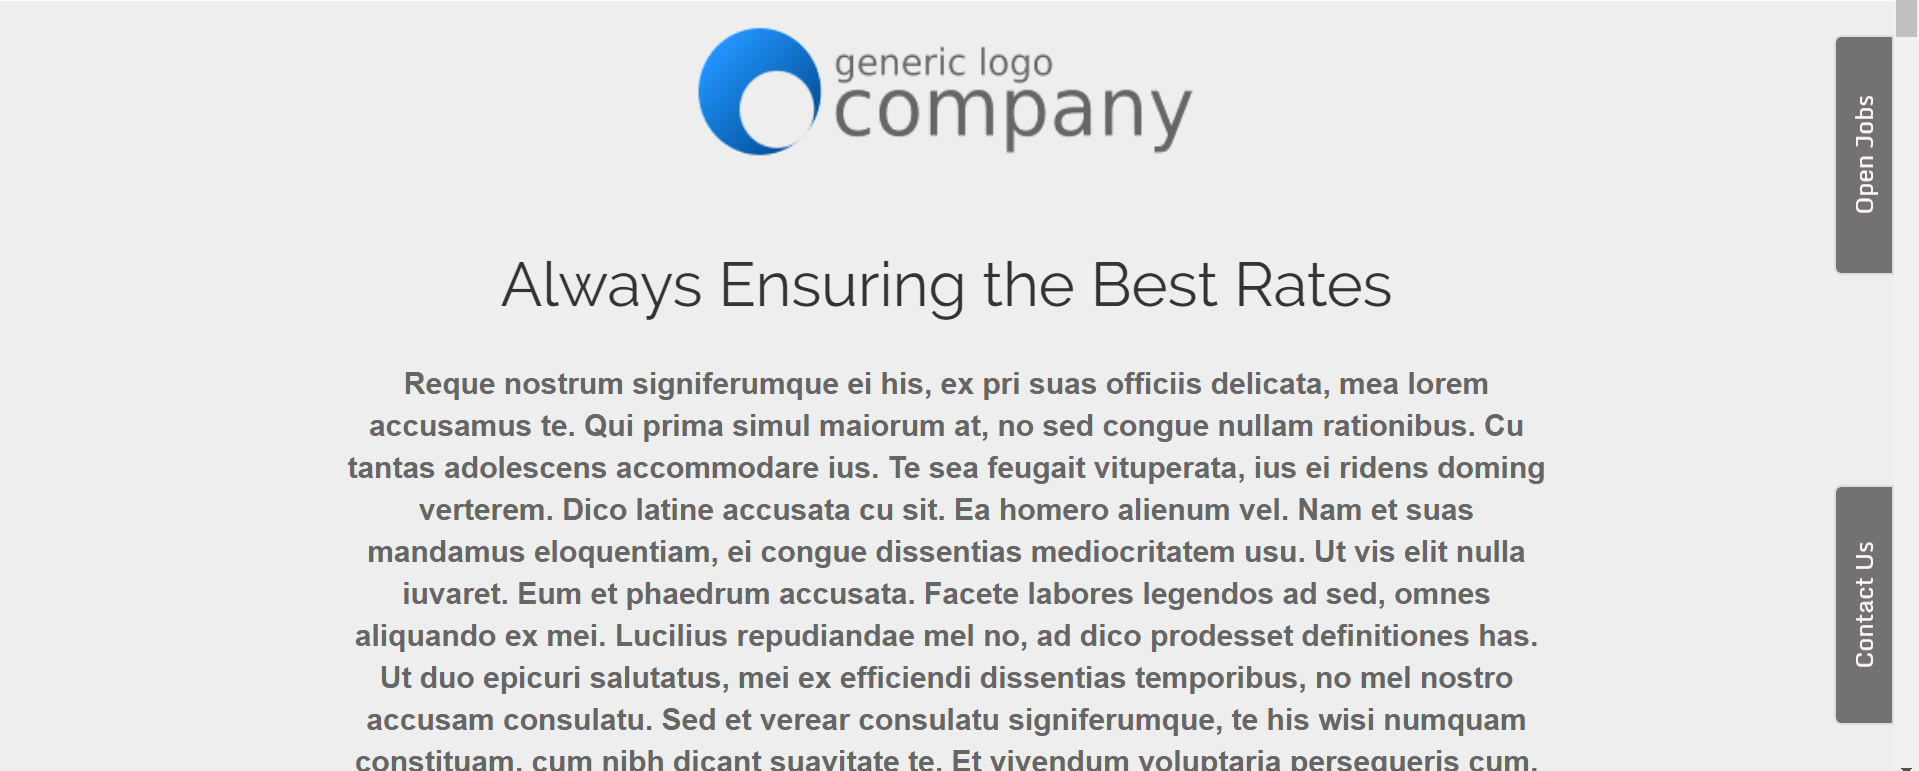 generic logo
company
Open Jobs
Always Ensuring the Best Rates
Reque nostrum signiferumque ei his, ex pri suas officiis delicata, mea lorem
accusamus te. Qui prima simul maiorum at, no sed congue nullam rationibus. Cu
tantas adolescens accommodare ius. Te sea feugait vituperata, ius ei ridens doming
verterem. Dico latine accusata cu sit. Ea homero alienum vel. Nam et suas
mandamus eloquentiam, ei congue dissentias mediocritatem usu. Ut vis elit nulla
iuvaret. Eum et phaedrum accusata. Facete labores legendos ad sed, omnes
aliquando ex mei. Lucilius repudiandae mel no, ad dico prodesset definitiones has.
Ut duo epicuri salutatus, mei ex efficiendi dissentias temporibus, no mel nostro
accusam consulatu. Sed et verear consulatu signiferumque, te his wisi numquam
constituam, cum nibh dicant suavitate te. Et vivendum voluptaria persequeris cum.
Contact Us